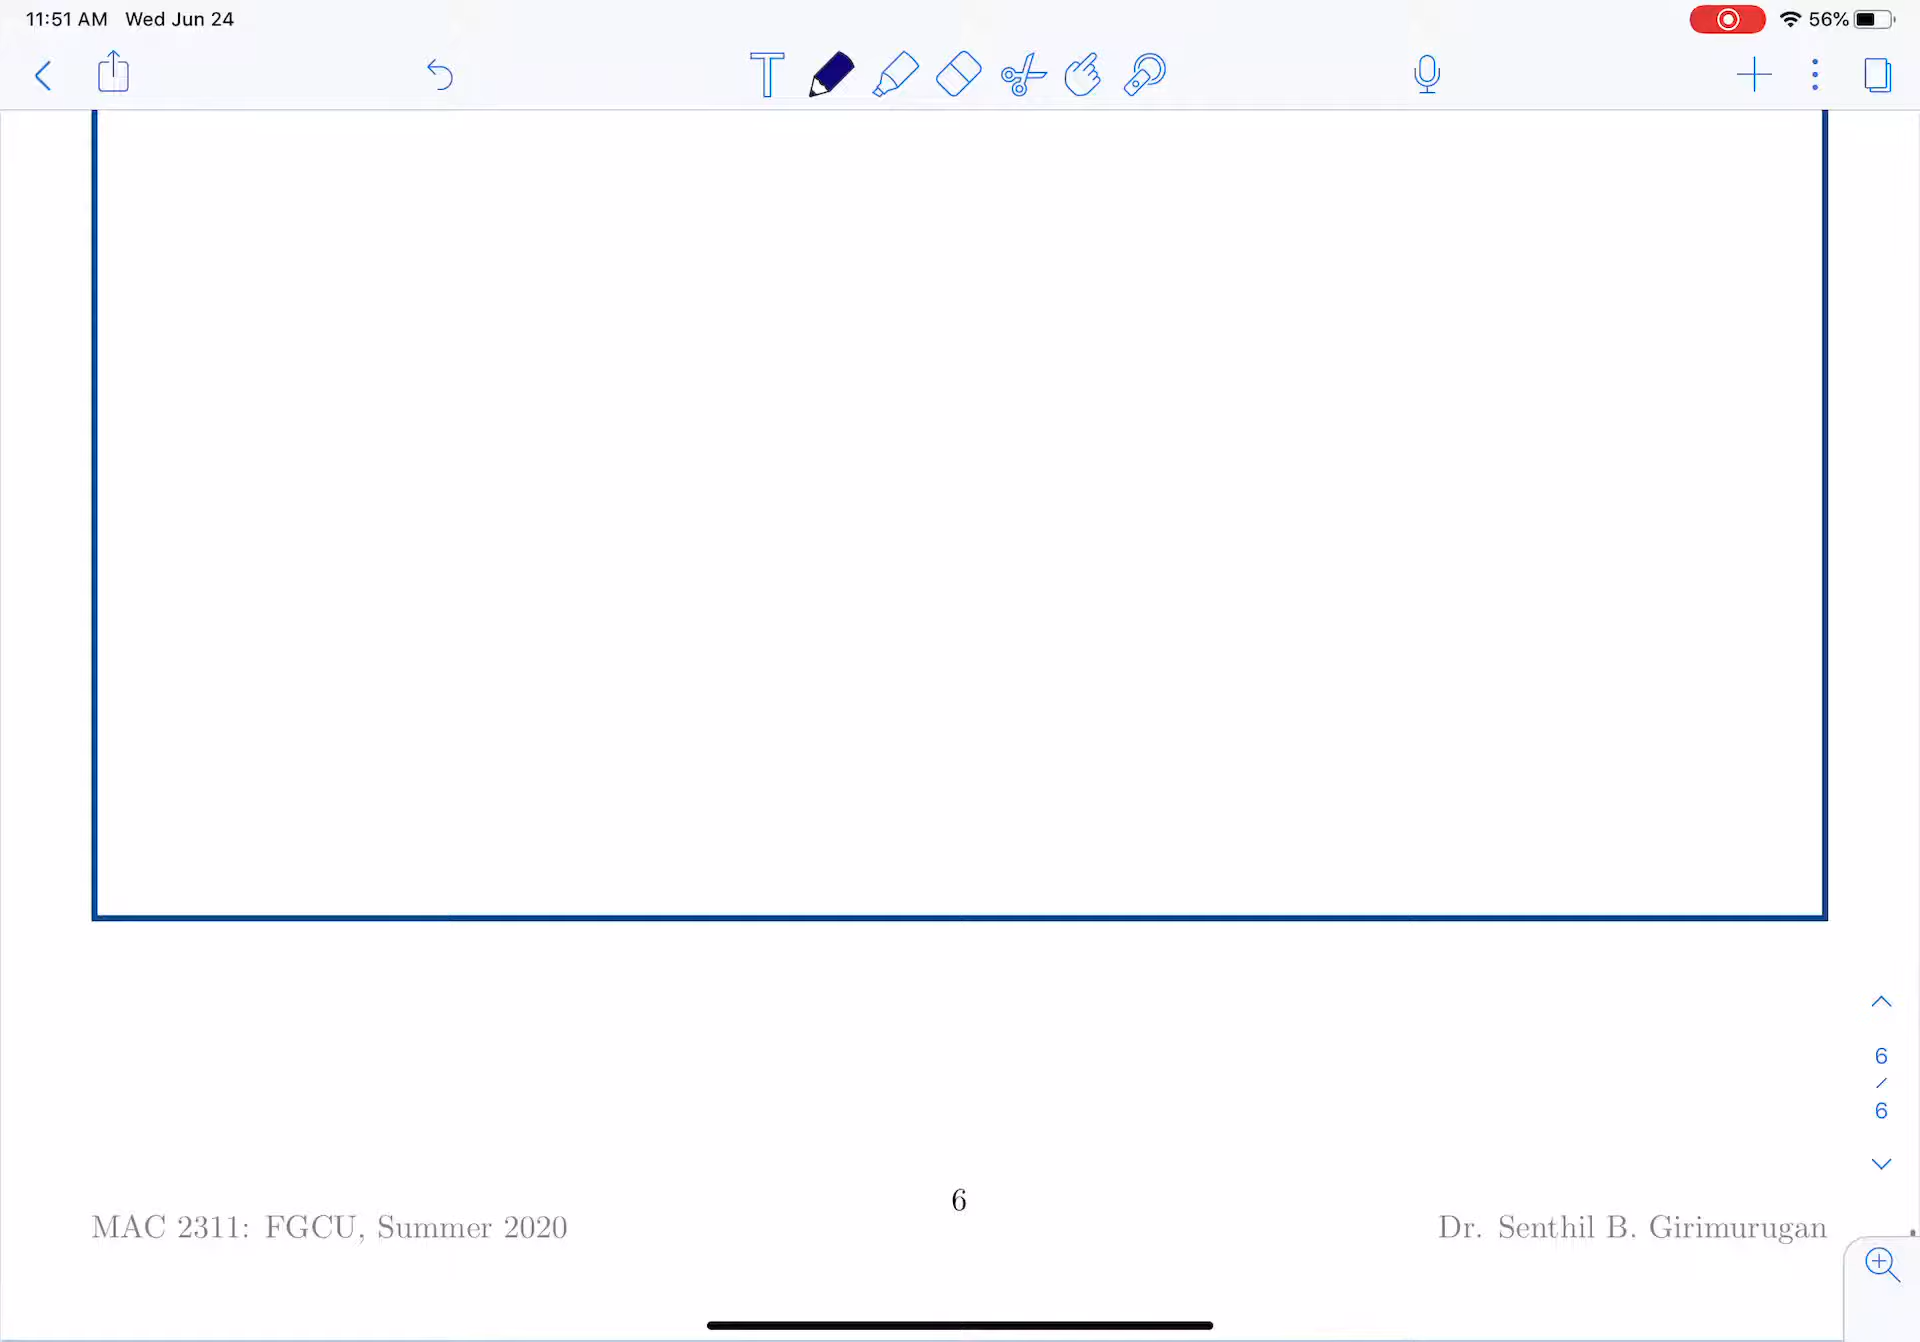 11:51 AM Wed Jun 24
56%
T
6
/
6
6
MAC 2311: FGCU, Summer 2020
Dr. Senthil B. Girimurugan